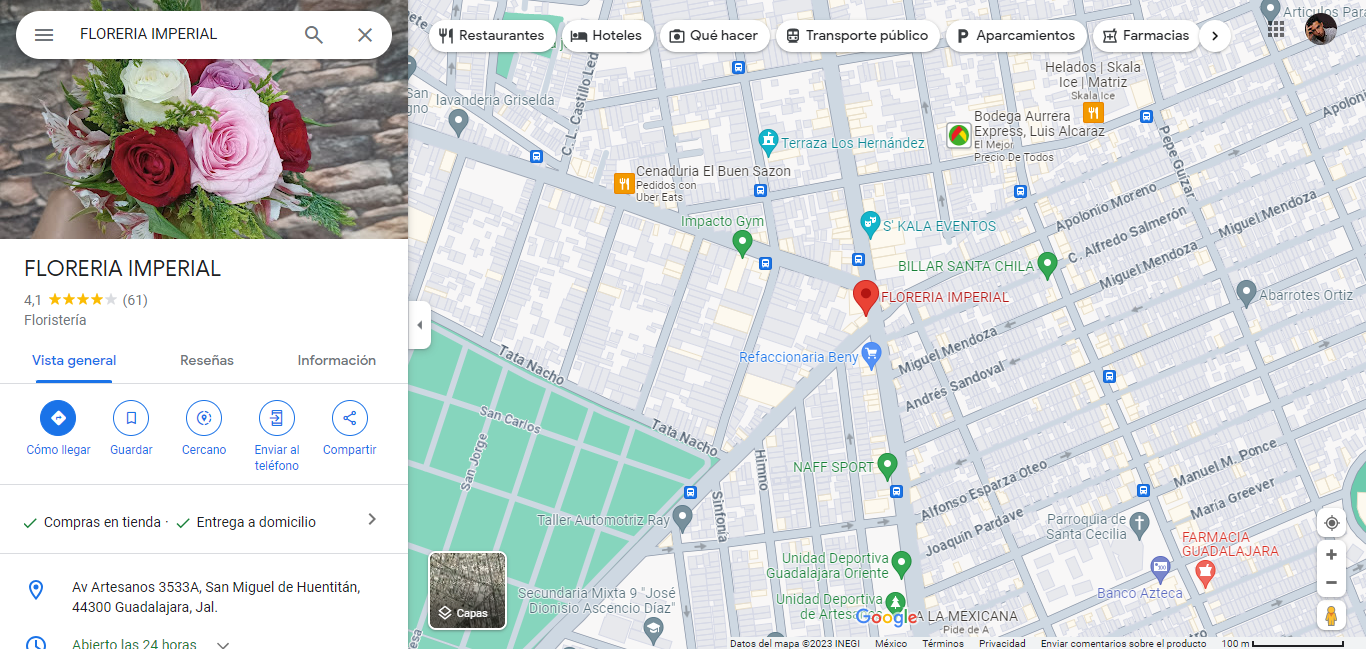 FLORERIA IMPERIAL
FLORERIA IMPERIAL
4,1 (61)
Floristería
Vista general
Reseñas
Información
Cómo llegar
Guardar
Cercano
Enviar al
teléfono
Compartir
Compras en tienda · Entrega a domicilio
Av Artesanos 3533A, San Miguel de Huentitán,
44300 Guadalajara, Jal.
Abierto las 24 horas
Restaurantes
Hoteles
Qué hacer
Transporte público
Aparcamientos
Farmacias
Articulos Par
Helados | Skala
Ice | Matriz
Skala Ice
lavanderia Griselda
C. L. Castillo Led
Bodega Aurrera
Express, Luis Alcaraz
El Mejor
Precio De Todos
Terraza Los Hernández
Pepe Guizar
Apolonio
Cenaduria El Buen Sazon
Pedidos con
Uber Eats
Apolonio Moreno
C. Alfredo Salmerón
Miguel Mendoza
Impacto Gym
S' KALA EVENTOS
Miguel Mendoza
BILLAR SANTA CHILA
FLORERIA IMPERIAL
Abarrotes Ortiz
Refaccionaria Beny
Miguel Mendoza
Andrés Sandoval
Tata Nacho
San Carlos
Tata Nacho
San Jorge
Himno
NAFF SPORT
Alfonso Esparza Oteo
Manuel M. Ponce
María Greever
Sinfonía
Taller Automotriz Ray
Joaquín Pardave
Parroquia de
Santa Cecilia
FARMACIA
GUADALAJARA
Unidad Deportiva
Guadalajara Oriente
Banco Azteca
Secundaria Mixta 9 "José
Dionisio Ascencio Díaz"
Unidad Deportiva
de Artesa
A LA MEXICANA
Pide de A
Capas
Google
Datos del mapa ©2023 INEGI
México
Términos
Privacidad
Enviar comentarios sobre el producto
100 m